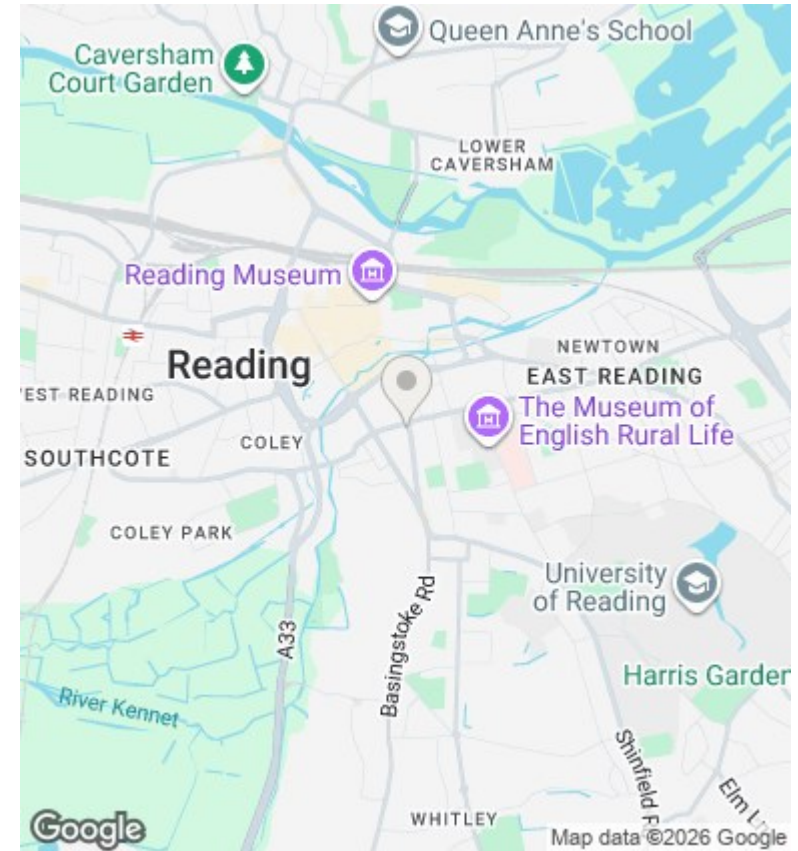 Queen Anne's School
Caversham
Court Garden
LOWER
CAVERSHAM
Reading Museum
NEWTOWN
Reading
EAST READING
EST READING
The Museum of
English Rural Life
COLEY
SOUTHCOTE
COLEY PARK
University
of Reading
Basingstoke Rd
A33
Harris Garden
River Kennet
Shinfield R
Elm L
WHITLEY
Google
Map data ©2026 Google